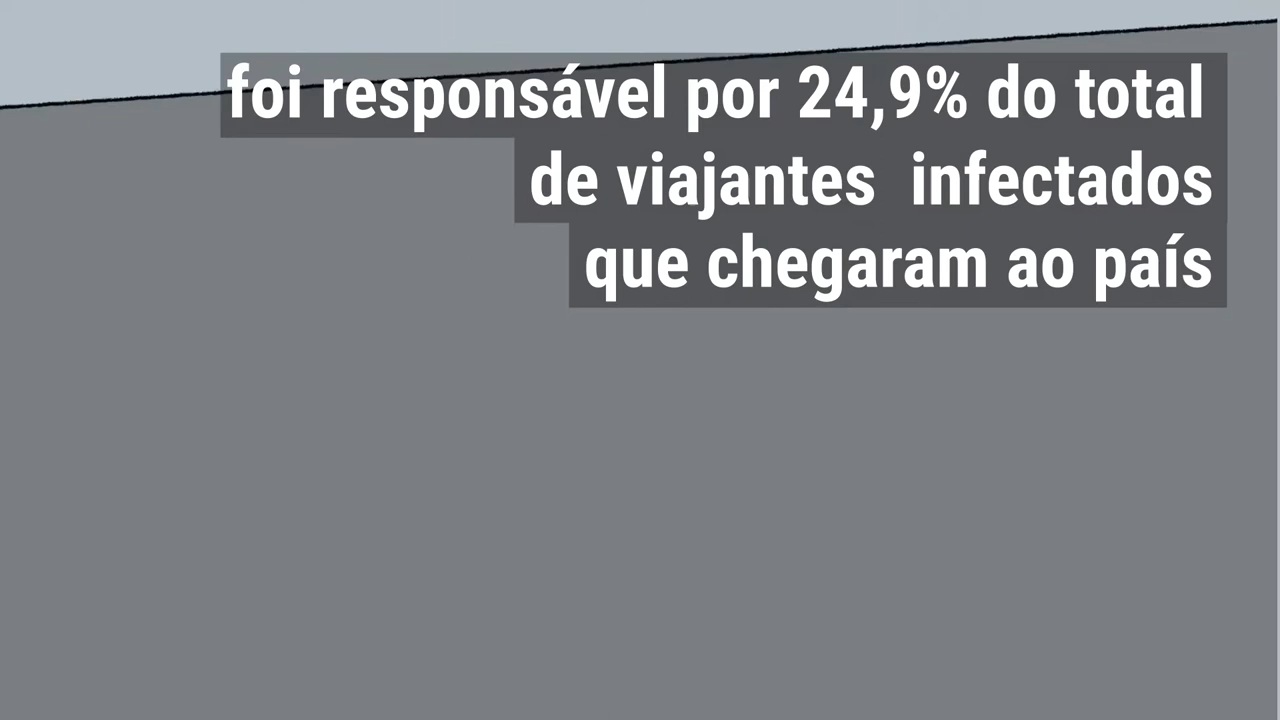 foi responsável por 24,9% do total
de viajantes  infectados
que chegaram ao país